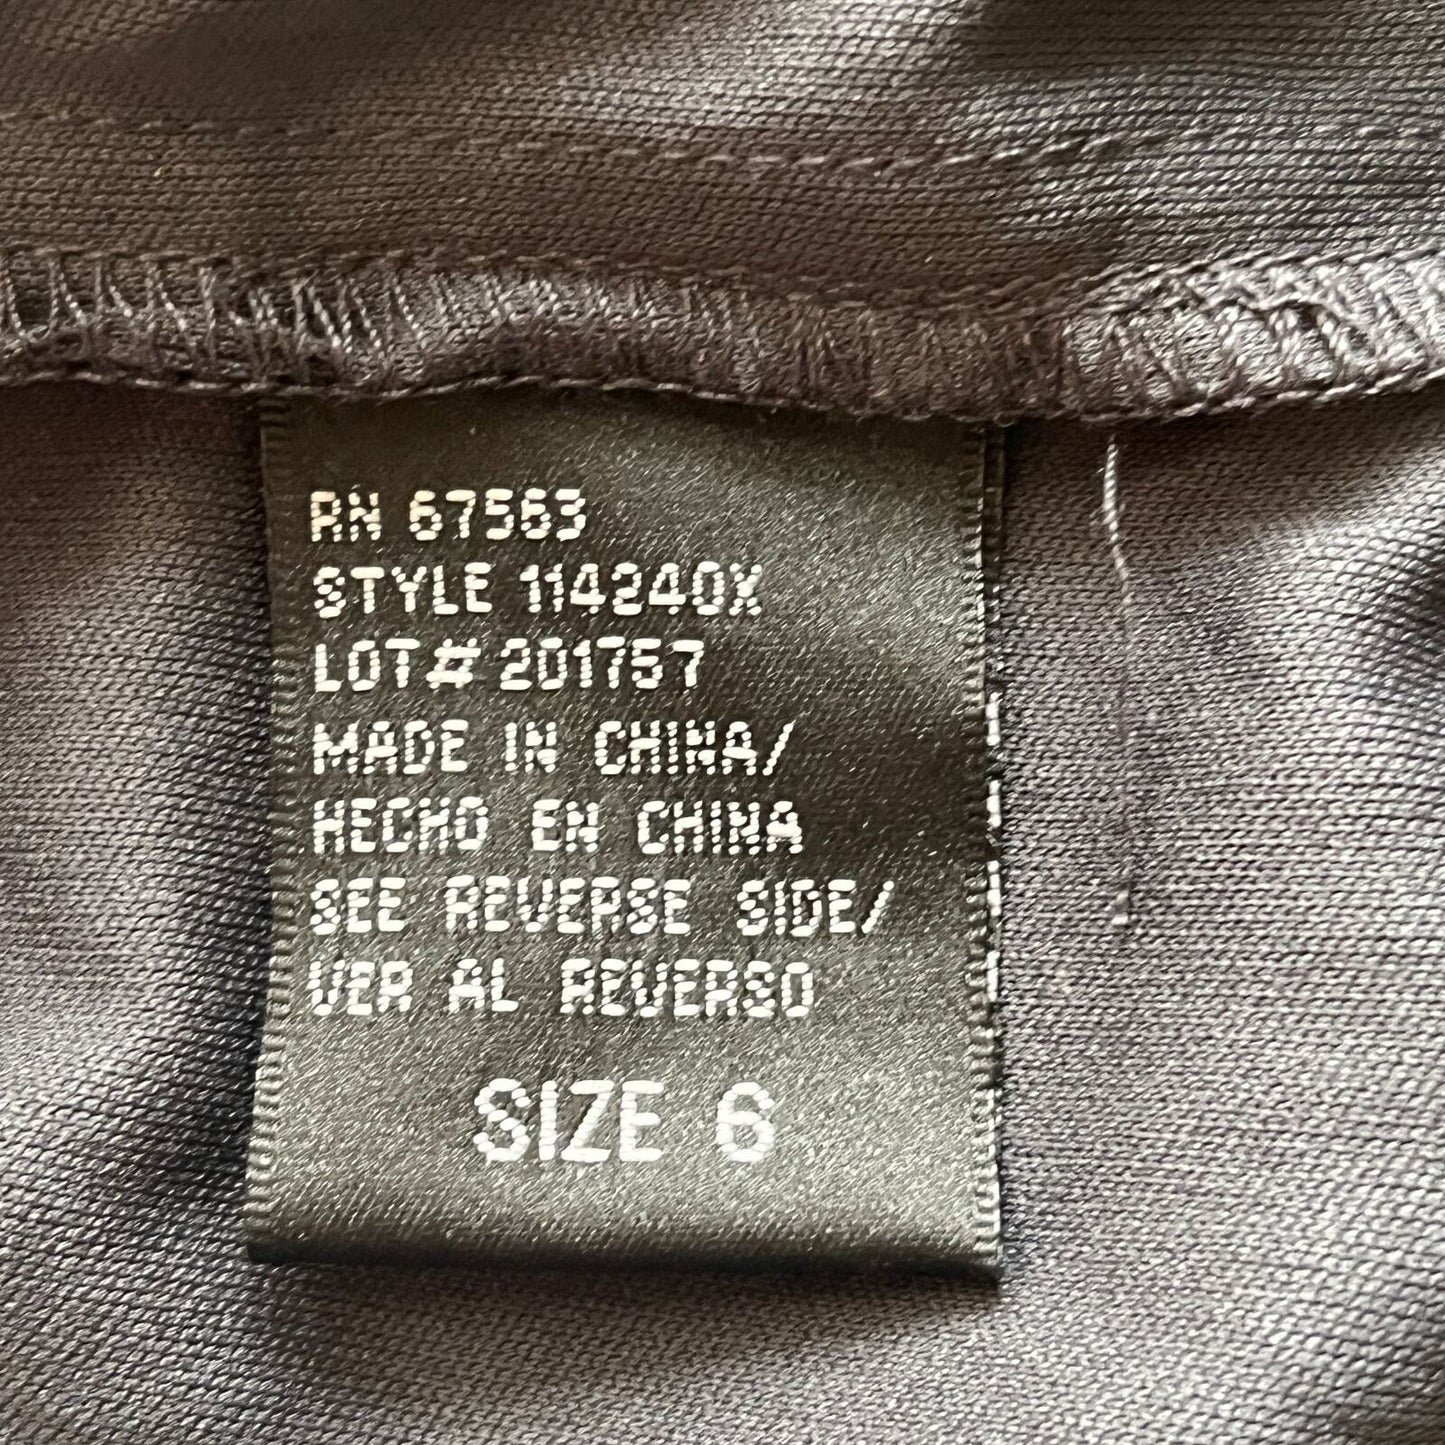 RN 67563
STYLE 114240X
LOT# 201757
MADE IN CHINA/
HECHO EN CHINA
SEE REVERSE SIDE/
VER AL REVERSO
SIZE 6